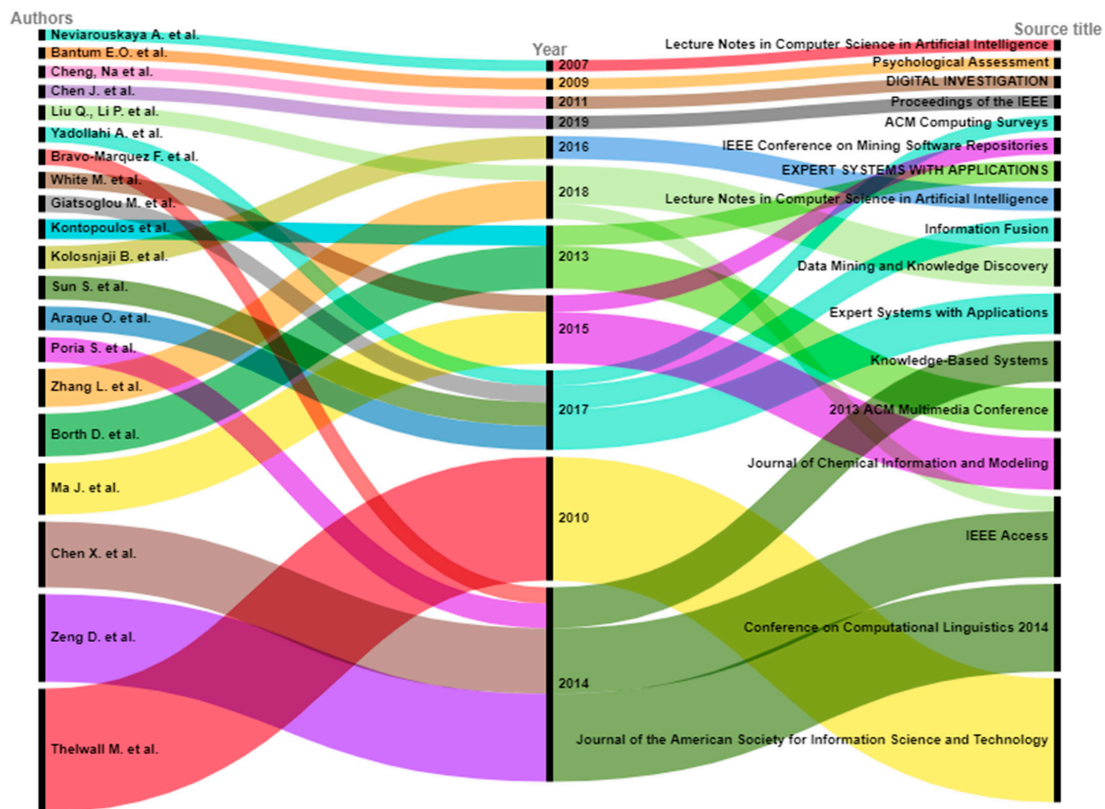 Authors
Neviarouskaya A. et al.
Bantum E.O. et al.
Cheng, Na et al.
Chen J. et al.
Liu Q., Li P. et al.
Yadollahi A. et al.
Bravo-Marquez F. et al.
White M. et al.
Giatsoglou M. et al.
Kontopoulos et al.
Kolosnjaji B. et al.
Sun S. et al.
Araque O. et al.
Poria S. et al.
Zhang L. et al.
Borth D. et al.
Ma J. et al.
Chen X. et al.
Zeng D. et al.
Thelwall M. et al.
Year
2007
2009
2011
2019
2016
2018
2013
2015
2017
2010
2014
Source title
Lecture Notes in Computer Science in Artificial Intelligence
Psychological Assessment
DIGITAL INVESTIGATION
Proceedings of the IEEE
ACM Computing Surveys
IEEE Conference on Mining Software Repositories
EXPERT SYSTEMS WITH APPLICATIONS
Lecture Notes in Computer Science in Artificial Intelligence
Information Fusion
Data Mining and Knowledge Discovery
Expert Systems with Applications
Knowledge-Based Systems
2013 ACM Multimedia Conference
Journal of Chemical Information and Modeling
IEEE Access
Conference on Computational Linguistics 2014
Journal of the American Society for Information Science and Technology